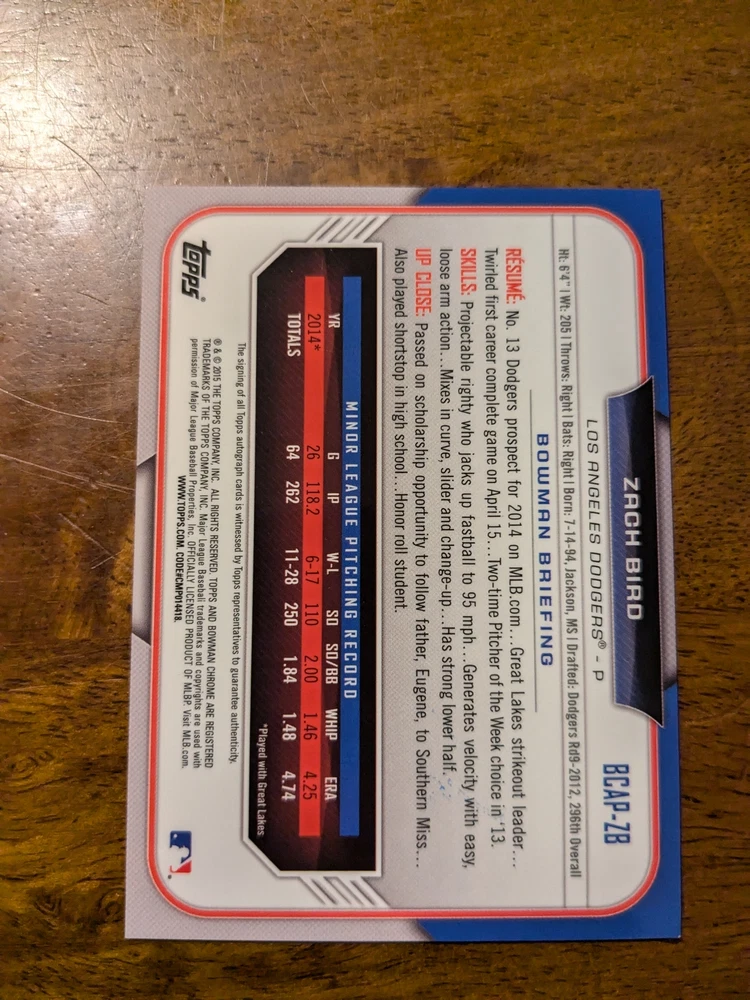 BCAP-ZB
ZACH BIRD
LOS ANGELES DODGERS® - P
Ht: 6'4" | Wt: 205 | Throws: Right | Bats: Right | Born: 7-14-94, Jackson, MS | Drafted: Dodgers Rd9-2012, 296th Overall
BOWMAN BRIEFING
RÉSUMÉ: No. 13 Dodgers prospect for 2014 on MLB.com....Great Lakes strikeout leader....
Twirled first career complete game on April 15....Two-time Pitcher of the Week choice in '13.
SKILLS: Projectable righty who jacks up fastball to 95 mph...Generates velocity with easy,
loose arm action....Mixes in curve, slider and change-up....Has strong lower half.
UP CLOSE: Passed on scholarship opportunity to follow father, Eugene, to Southern Miss....
Also played shortstop in high school....Honor roll student.
MINOR LEAGUE PITCHING RECORD
YR G IP W-L SO SO/BB WHIP ERA
2014* 26 118.2 6-17 110 2.00 1.46 4.25
TOTALS 64 262 11-28 250 1.84 1.48 4.74
*Played with Great Lakes.
The signing of all Topps autograph cards is witnessed by Topps representatives to guarantee authenticity.
topps®
® & © 2015 THE TOPPS COMPANY, INC. ALL RIGHTS RESERVED. TOPPS AND BOWMAN CHROME ARE REGISTERED
TRADEMARKS OF THE TOPPS COMPANY, INC. Major League Baseball trademarks and copyrights are used with
permission of Major League Baseball Properties, Inc. OFFICIALLY LICENSED PRODUCT OF MLBP. Visit MLB.com.
WWW.TOPPS.COM. CODE#CMP014418.